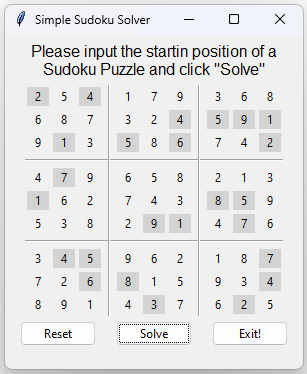 Simple Sudoku Solver
Please input the startin position of a
Sudoku Puzzle and click "Solve"
2 5 4 1 7 9 3 6 8
6 8 7 3 2 4 5 9 1
9 1 3 5 8 6 7 4 2
4 7 9 6 5 8 2 1 3
1 6 2 7 4 3 8 5 9
5 3 8 2 9 1 4 7 6
3 4 5 9 6 2 1 8 7
7 2 6 8 1 5 9 3 4
8 9 1 4 3 7 6 2 5
Reset Solve Exit!